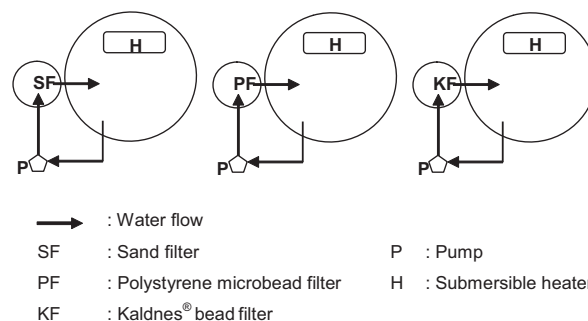 H H H
SF PF KF
P P P
: Water flow
SF : Sand filter P : Pump
PF : Polystyrene microbead filter H : Submersible heater
KF : Kaldnes® bead filter